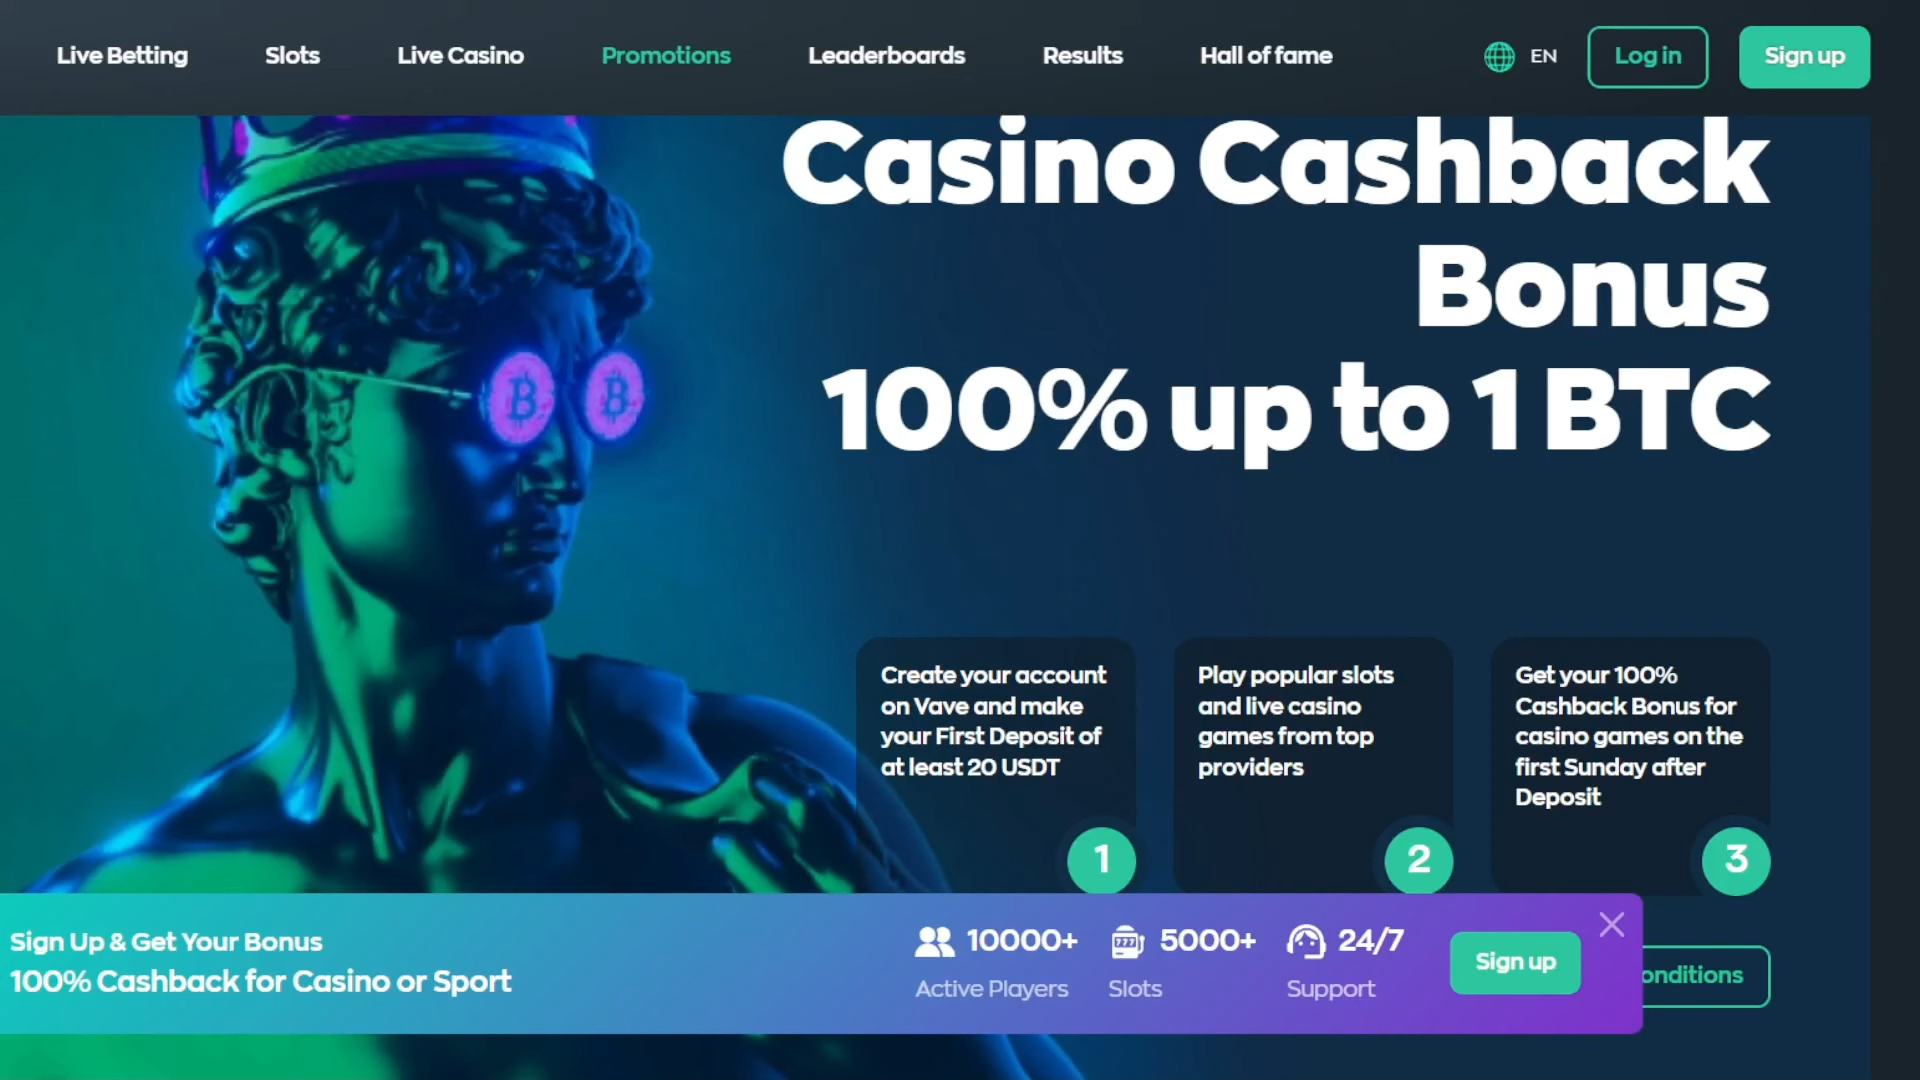 Live Betting
Slots
Live Casino
Promotions
Leaderboards
Results
Hall of fame
EN
Log in
Sign up
Casino Cashback
Bonus
100% up to 1 BTC
Create your account
on Vave and make
your First Deposit of
at least 20 USDT
1
Play popular slots
and live casino
games from top
providers
2
Get your 100%
Cashback Bonus for
casino games on the
first Sunday after
Deposit
3
Sign Up & Get Your Bonus
100% Cashback for Casino or Sport
10000+
Active Players
777
5000+
Slots
24/7
Support
Sign up
onditions